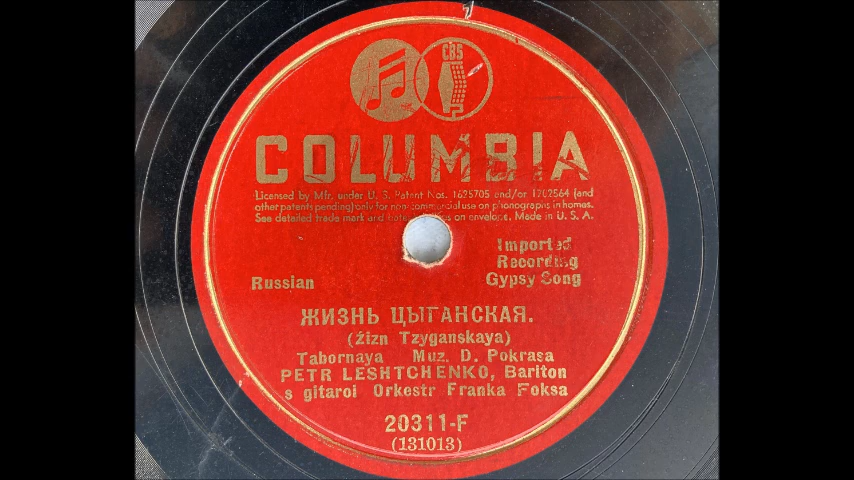 CBS
COLUMBIA
Licensed by Mfr. under U. S. Patent Nos. 1625705 and/or 1702564 (and
other patents pending) only for non-commercial use on phonographs in homes.
See detailed trade mark and on envelope. Made in U. S. A.
Imported
Recording
Russian Gypsy Song
ЖИЗНЬ ЦЫГАНСКАЯ.
(žizn Tzyganskaya)
Tabornaya Muz. D. Pokrasa
PETR LESHTCHENKO, Bariton
s gitaroi Orkestr Franka Foksa
20311-F
(131013)